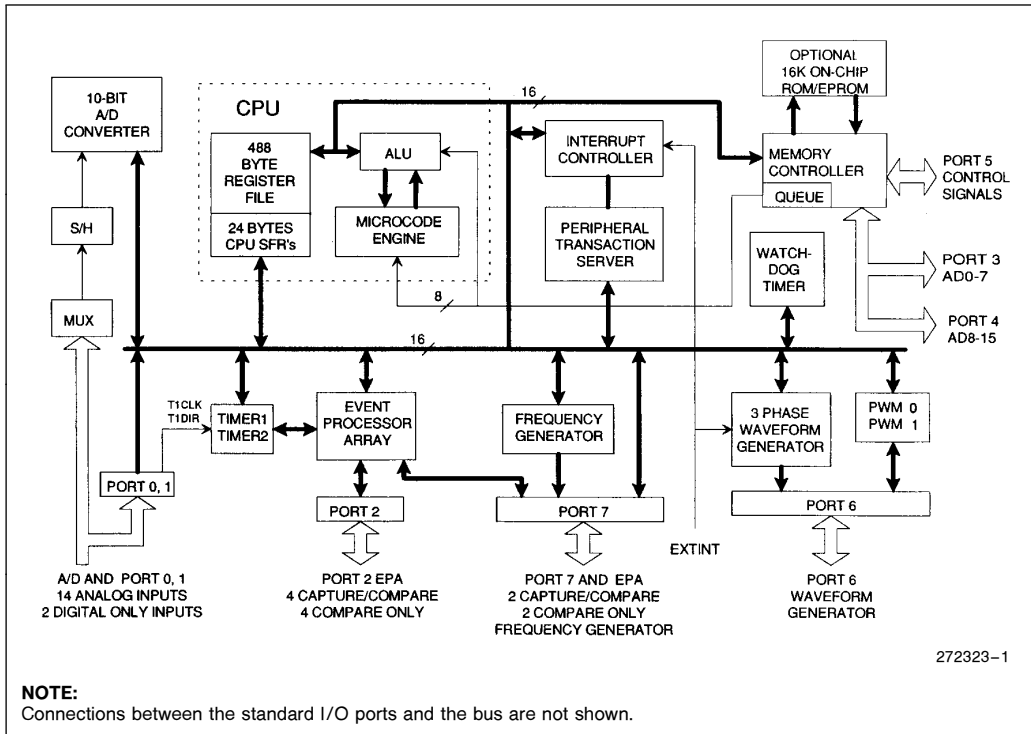 OPTIONAL
16K ON-CHIP
ROM/EPROM
10-BIT
A/D
CONVERTER
CPU
16
488
BYTE
REGISTER
FILE
24 BYTES
CPU SFR's
ALU
MICROCODE
ENGINE
INTERRUPT
CONTROLLER
PERIPHERAL
TRANSACTION
SERVER
MEMORY
CONTROLLER
QUEUE
PORT 5
CONTROL
SIGNALS
S/H
MUX
8
WATCH-
DOG
TIMER
PORT 3
AD0-7
PORT 4
AD8-15
16
T1CLK
T1DIR
TIMER1
TIMER2
EVENT
PROCESSOR
ARRAY
FREQUENCY
GENERATOR
3 PHASE
WAVEFORM
GENERATOR
PWM 0
PWM 1
PORT 0, 1
PORT 2
PORT 7
PORT 6
EXTINT
A/D AND PORT 0, 1
14 ANALOG INPUTS
2 DIGITAL ONLY INPUTS
PORT 2 EPA
4 CAPTURE/COMPARE
4 COMPARE ONLY
PORT 7 AND EPA
2 CAPTURE/COMPARE
2 COMPARE ONLY
FREQUENCY GENERATOR
PORT 6
WAVEFORM
GENERATOR
272323-1
NOTE:
Connections between the standard I/O ports and the bus are not shown.